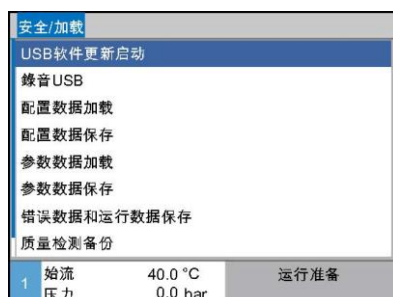 安全/加载
USB软件更新启动
錄音USB
配置数据加载
配置数据保存
参数数据加载
参数数据保存
错误数据和运行数据保存
质量检测备份
1 始流 40.0 °C 运行准备
压力 0.0 bar